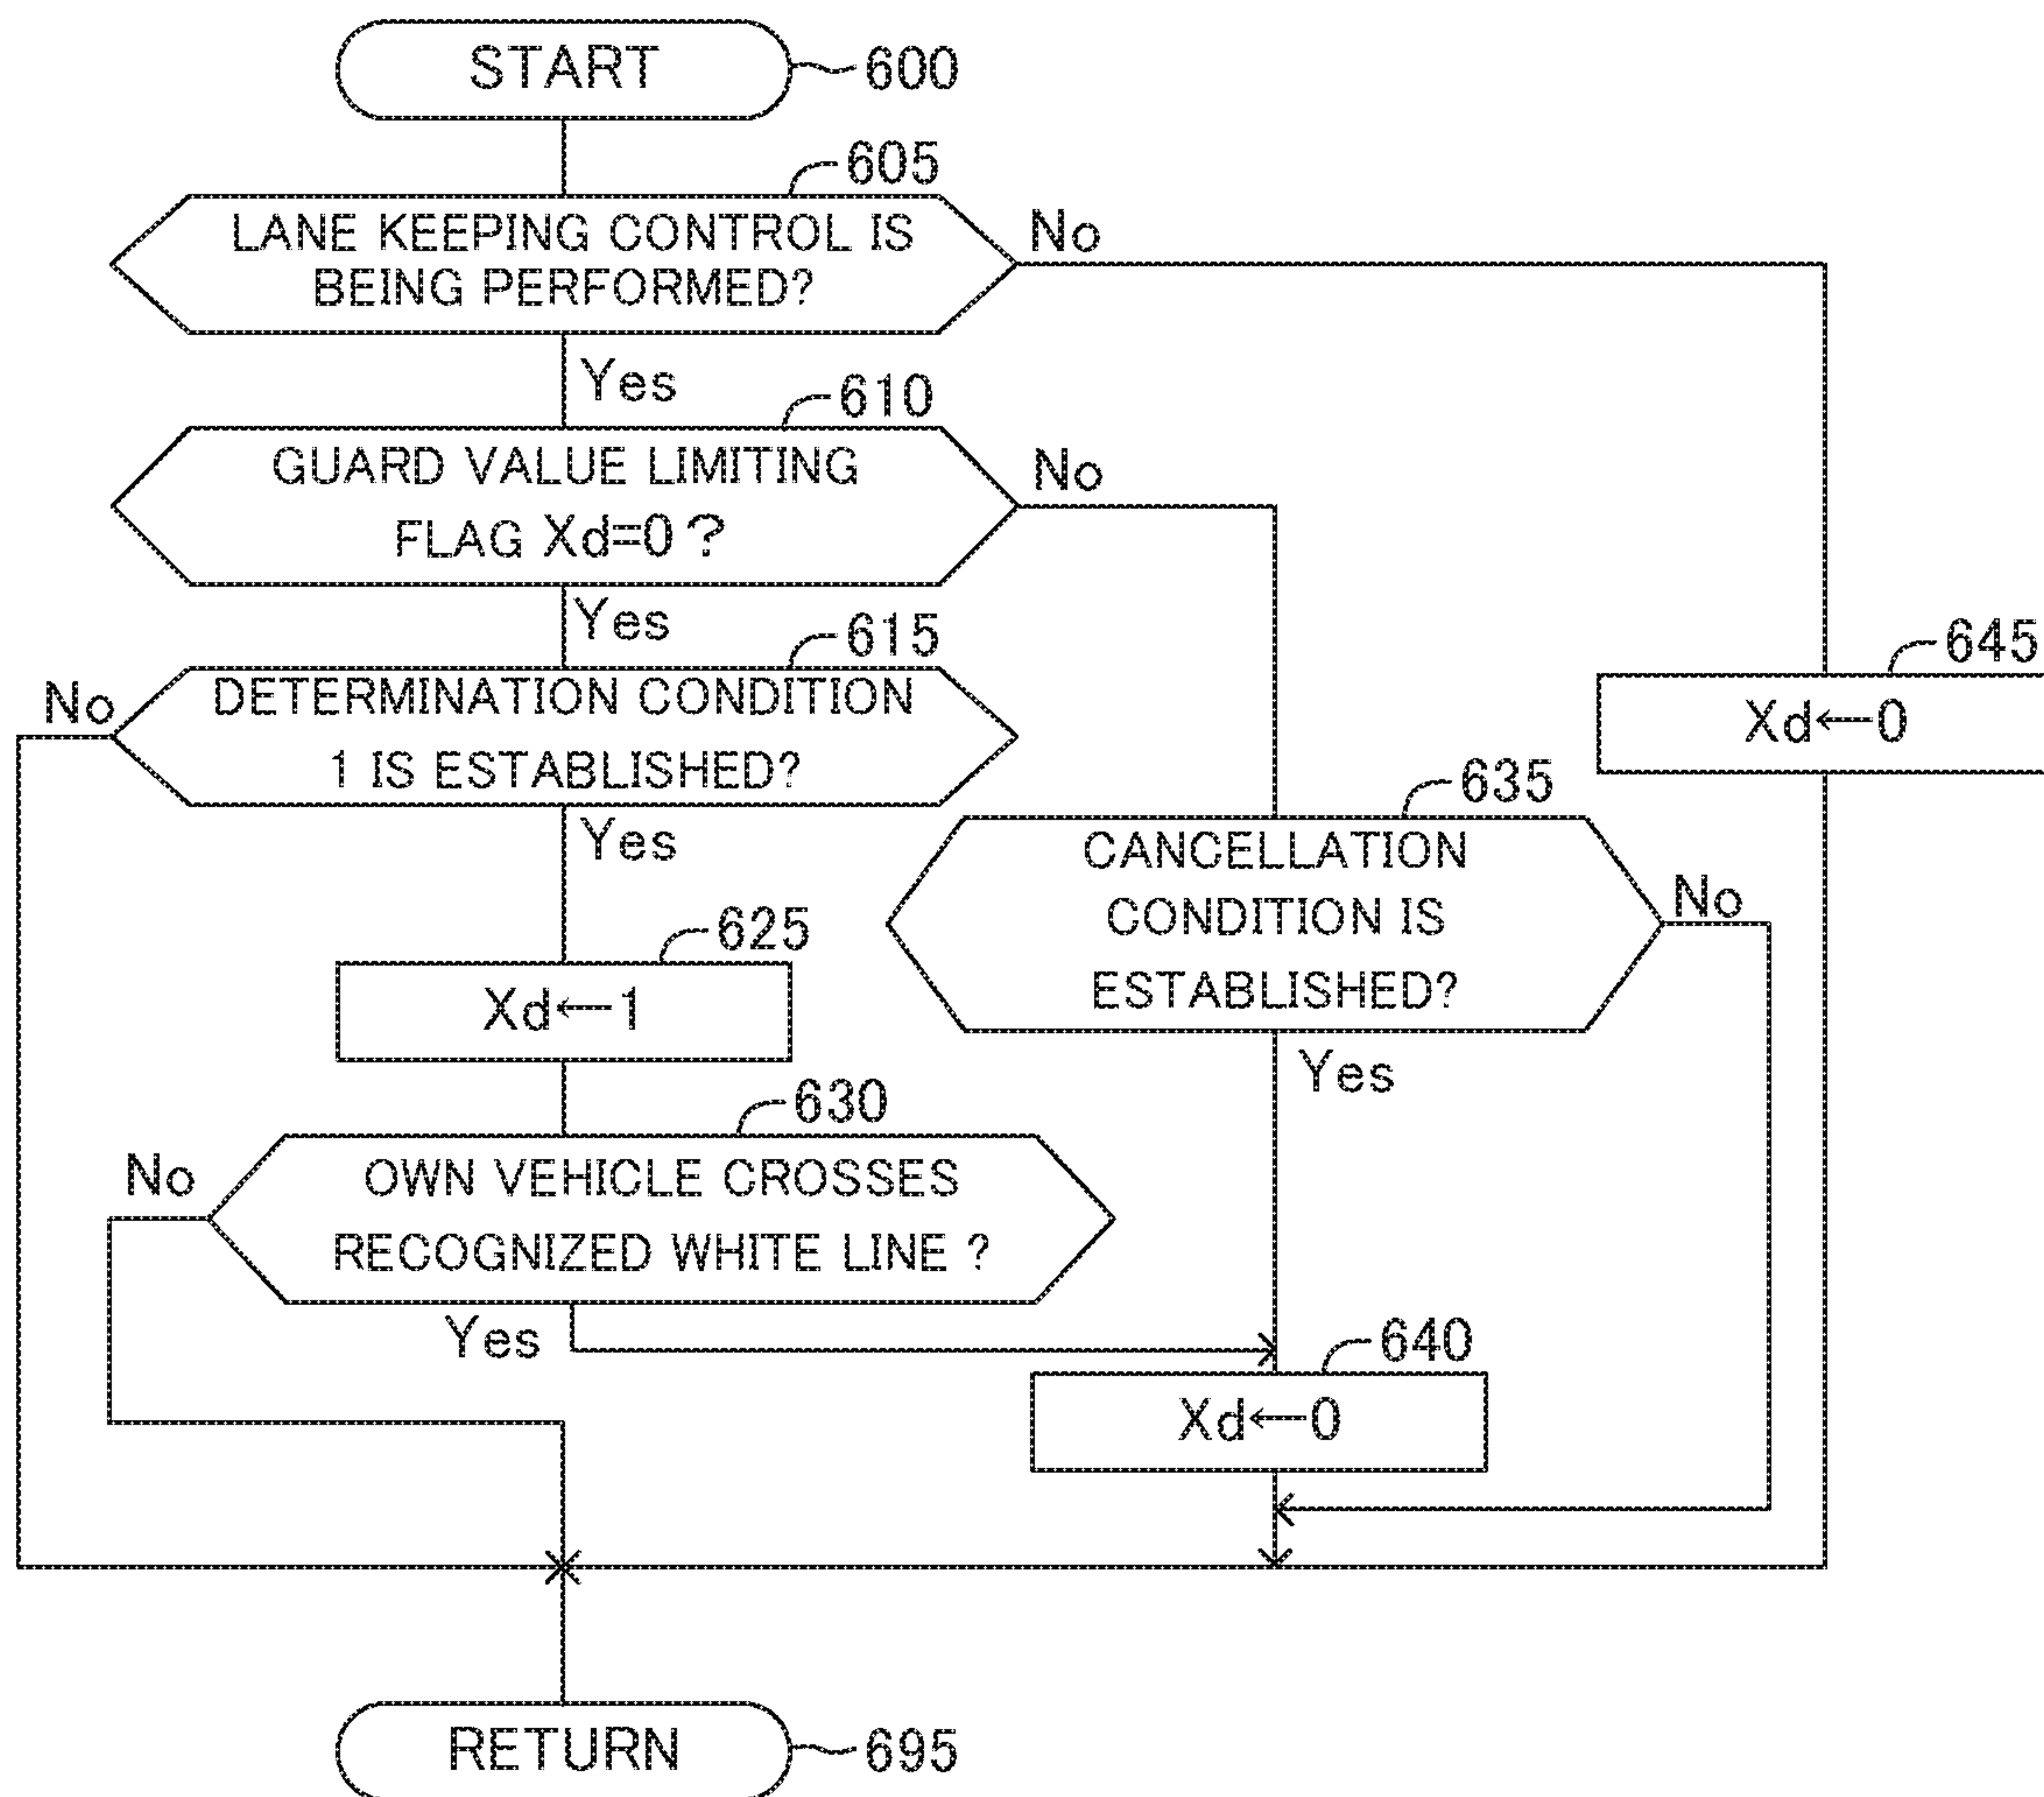 START
600
605
LANE KEEPING CONTROL IS
BEING PERFORMED?
No
Yes
610
GUARD VALUE LIMITING
FLAG Xd=0 ?
No
Yes
615
DETERMINATION CONDITION
1 IS ESTABLISHED?
No
Yes
645
Xd←0
635
CANCELLATION
CONDITION IS
ESTABLISHED?
No
Yes
625
Xd←1
630
OWN VEHICLE CROSSES
RECOGNIZED WHITE LINE ?
No
Yes
640
Xd←0
RETURN
695